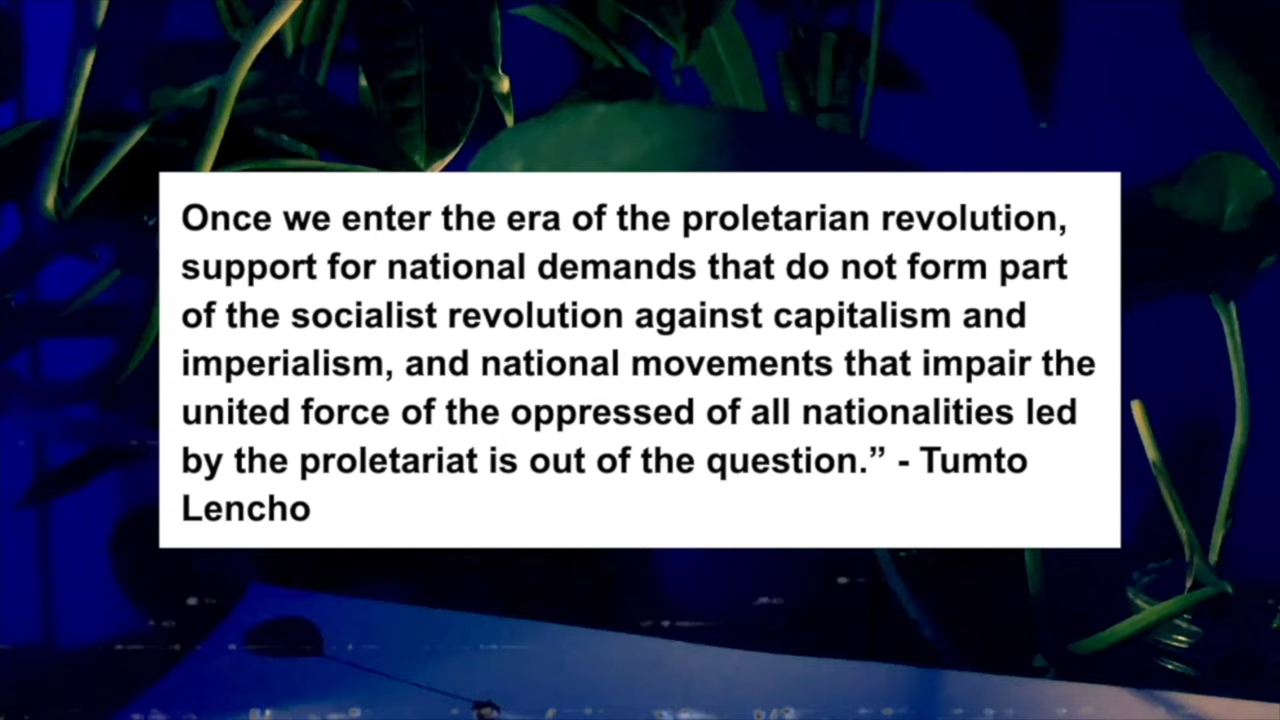 Once we enter the era of the proletarian revolution,
support for national demands that do not form part
of the socialist revolution against capitalism and
imperialism, and national movements that impair the
united force of the oppressed of all nationalities led
by the proletariat is out of the question.” - Tumto
Lencho